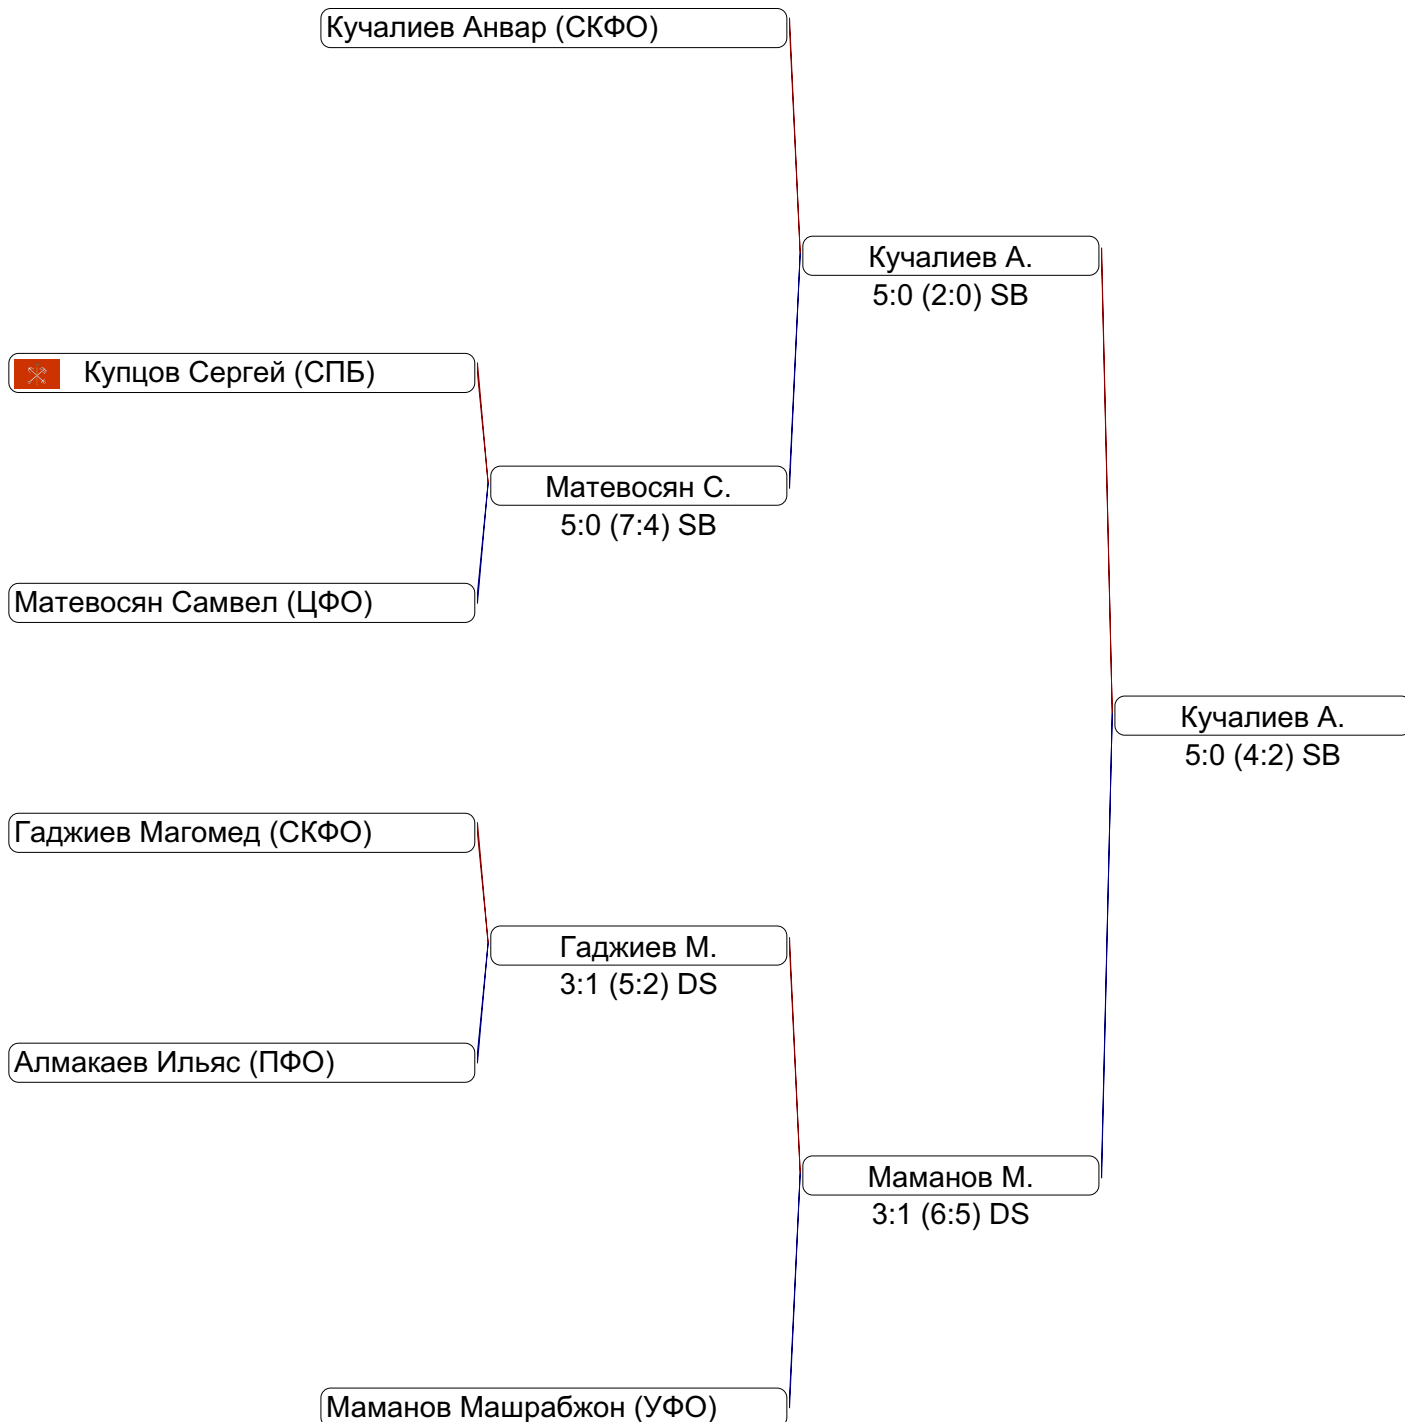 Кучалиев Анвар (СКФО)
Кучалиев А.
5:0 (2:0) SB
Купцов Сергей (СПБ)
Матевосян С.
5:0 (7:4) SB
Матевосян Самвел (ЦФО)
Кучалиев А.
5:0 (4:2) SB
Гаджиев Магомед (СКФО)
Гаджиев М.
3:1 (5:2) DS
Алмакаев Ильяс (ПФО)
Маманов М.
3:1 (6:5) DS
Маманов Машрабжон (УФО)